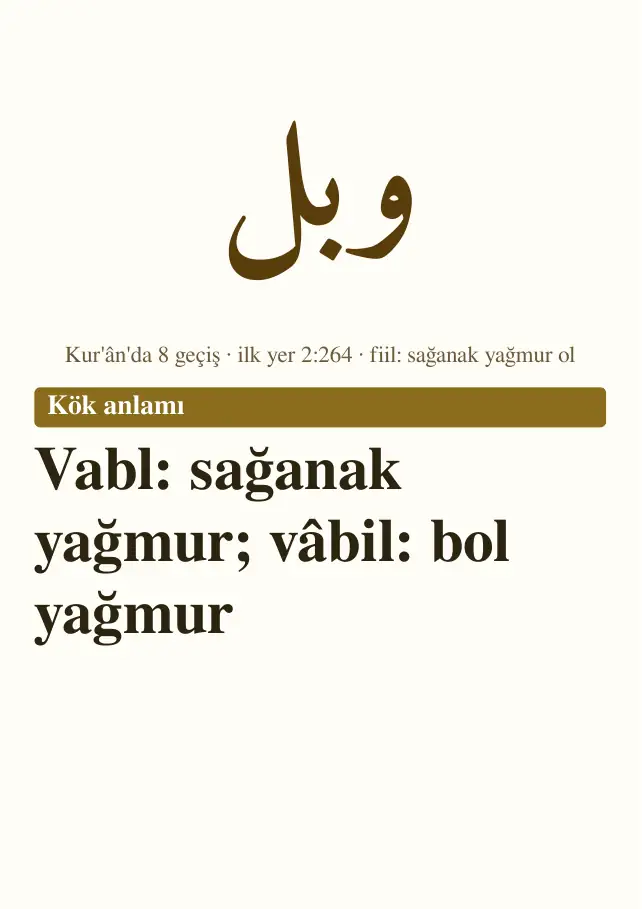 وبل
Kur'ân'da 8 geçiş · ilk yer 2:264 · fiil: sağanak yağmur ol
Kök anlamı
Vabl: sağanak
yağmur; vâbil: bol
yağmur